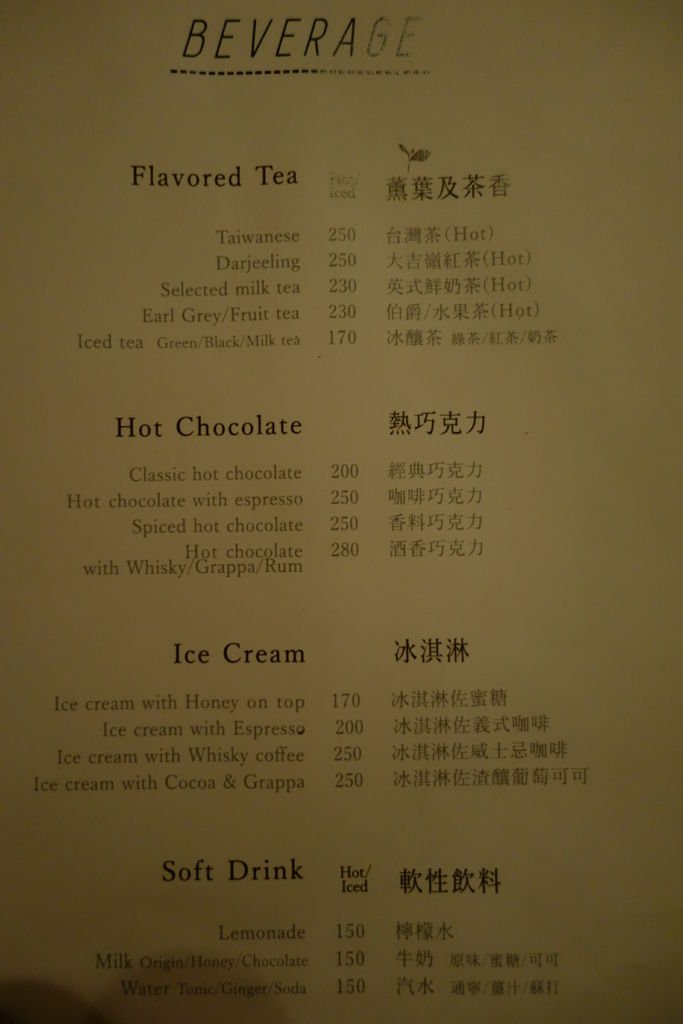 BEVERAGE
Flavored Tea Hot/Iced 薰葉及茶香
Taiwanese 250 台灣茶(Hot)
Darjeeling 250 大吉嶺紅茶(Hot)
Selected milk tea 230 英式鮮奶茶(Hot)
Earl Grey/Fruit tea 230 伯爵/水果茶(Hot)
Iced tea Green/Black/Milk tea 170 冰釀茶 綠茶/紅茶/奶茶
Hot Chocolate 熱巧克力
Classic hot chocolate 200 經典巧克力
Hot chocolate with espresso 250 咖啡巧克力
Spiced hot chocolate 250 香料巧克力
Hot chocolate 280 酒香巧克力
with Whisky/Grappa/Rum
Ice Cream 冰淇淋
Ice cream with Honey on top 170 冰淇淋佐蜜糖
Ice cream with Espresso 200 冰淇淋佐義式咖啡
Ice cream with Whisky coffee 250 冰淇淋佐威士忌咖啡
Ice cream with Cocoa & Grappa 250 冰淇淋佐渣釀葡萄可可
Soft Drink Hot/Iced 軟性飲料
Lemonade 150 檸檬水
Milk Origin/Honey/Chocolate 150 牛奶 原味/蜜糖/可可
Water Tonic/Ginger/Soda 150 汽水 通寧/薑汁/蘇打